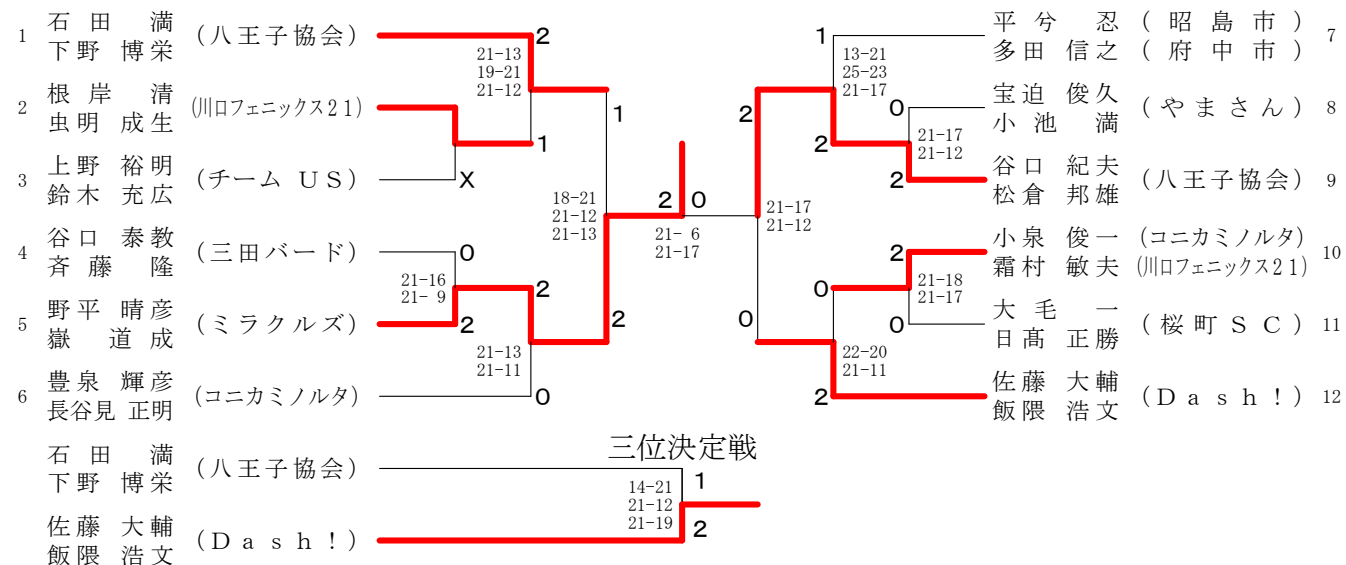 1 石田 満 (八王子協会)
下野 博栄
2 根岸 清 (川口フェニックス21)
虫明 成生
3 上野 裕明 (チーム US)
鈴木 充広
4 谷口 泰教 (三田バード)
斉藤 隆
5 野平 晴彦 (ミラクルズ)
嶽 道成
6 豊泉 輝彦 (コニカミノルタ)
長谷見 正明
2
21-13
19-21
21-12
1
X
1
0
21-16
21- 9
2
2
21-13
21-11
0
18-21
21-12
21-13
2
2 0
21- 6
21-17
平兮 忍 (昭島市) 7
多田 信之 (府中市)
宝迫 俊久 (やまさん) 8
小池 満
谷口 紀夫 (八王子協会) 9
松倉 邦雄
小泉 俊一 (コニカミノルタ) 10
霜村 敏夫 (川口フェニックス21)
大毛 一 (桜町SC) 11
日髙 正勝
佐藤 大輔 (Dash!) 12
飯隈 浩文
1
13-21
25-23
21-17
0
21-17
21-12
2
2
2
21-17
21-12
2
21-18
21-17
0
0
0
22-20
21-11
2
三位決定戦
石田 満 (八王子協会)
下野 博栄
1
14-21
21-12
21-19
2
佐藤 大輔 (Dash!)
飯隈 浩文